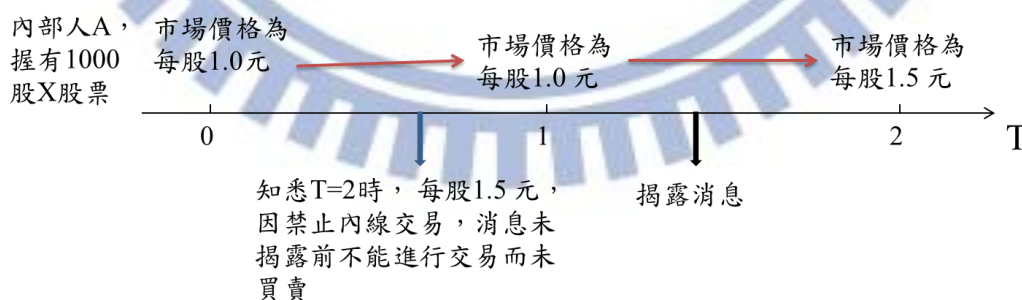 內部人A，
握有1000
股X股票
市場價格為
每股1.0元
市場價格為
每股1.0 元
市場價格為
每股1.5 元
0
1
2
T
知悉T=2時， 每股1.5 元，
因禁止內線交易，消息未
揭露前不能進行交易而未
買賣
揭露消息